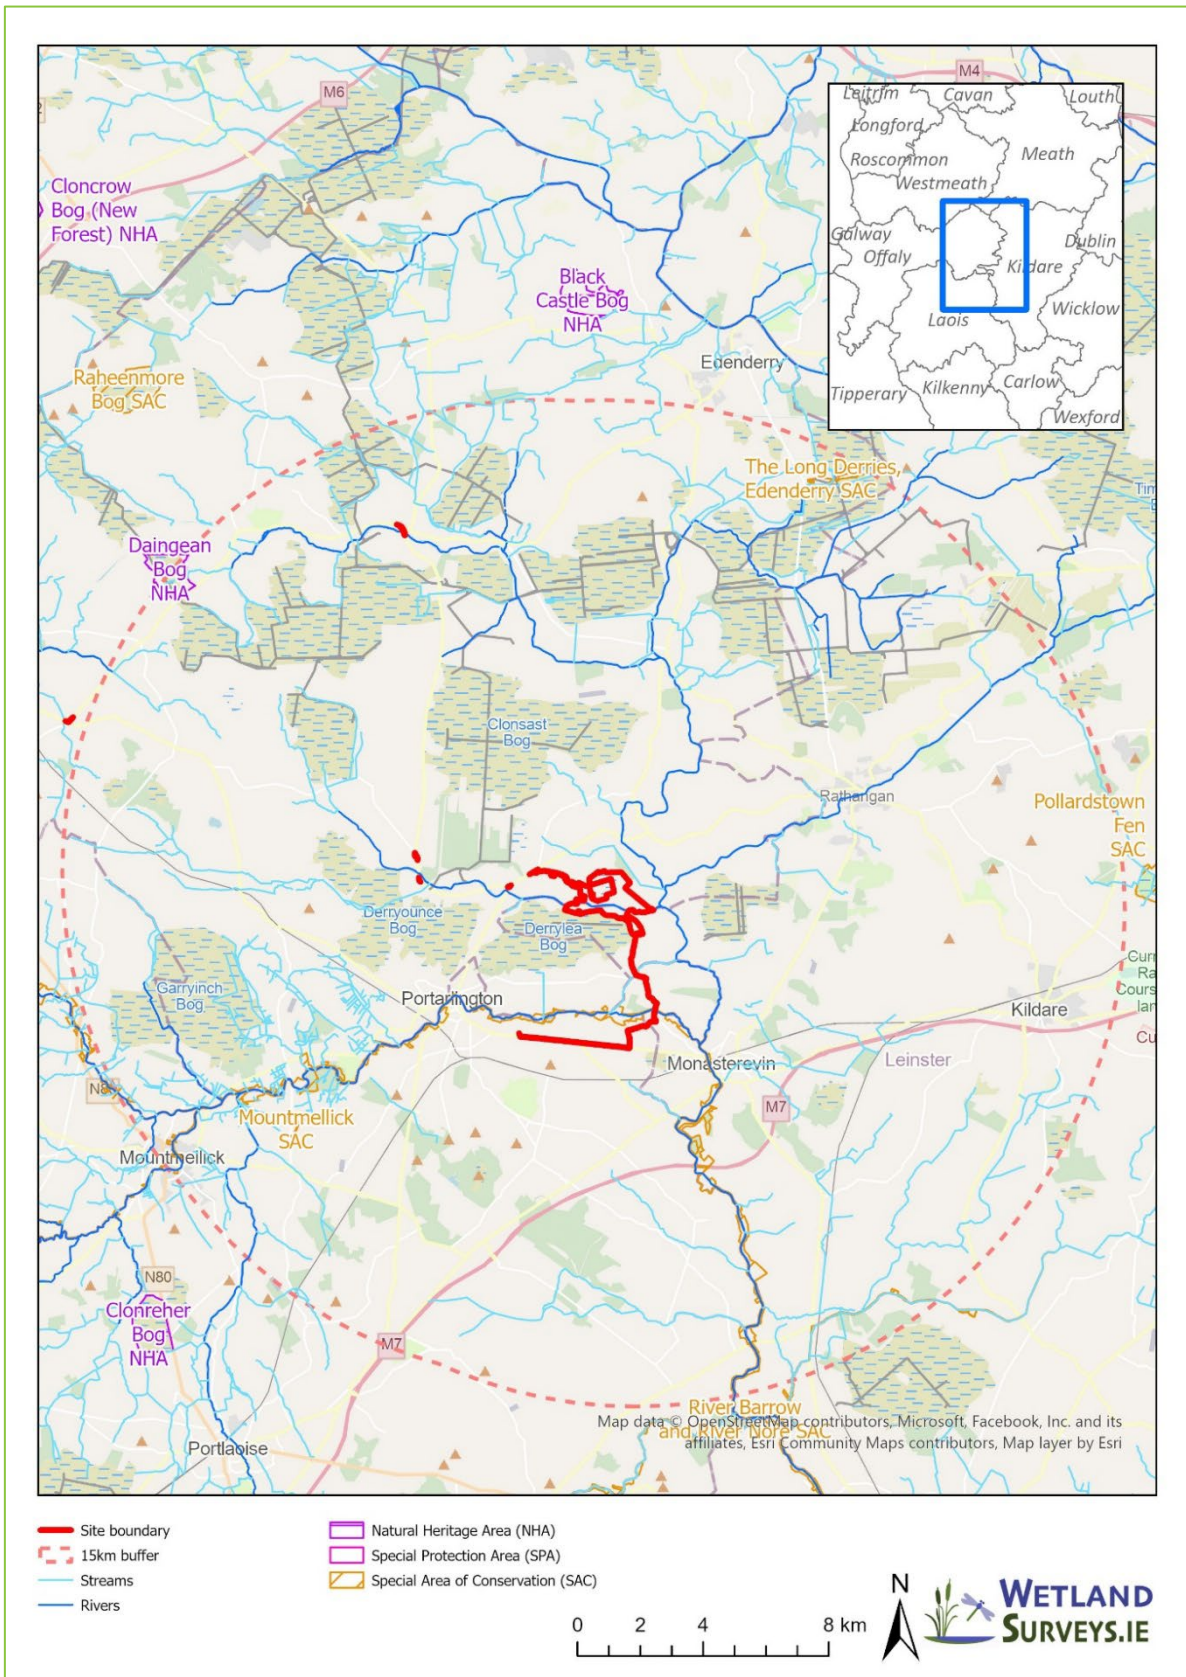 M6
M4
Leitrim
Cavan
Louth
Longford
Roscommon
Meath
Westmeath
Galway
Offaly
Dublin
Kildare
Wicklow
Laois
Tipperary
Kilkenny
Carlow
Wexford
Cloncrow
Bog (New
Forest) NHA
Black
Castle Bog
NHA
Edenderry
Raheenmore
Bog SAC
The Long Derries,
Edenderry SAC
Daingean
Bog
NHA
Clonsast
Bog
Rathangan
Pollardstown
Fen
SAC
Derryounce
Bog
Derrylea
Bog
Garryinch
Bog
Portarlington
Kildare
Monasterevin
Leinster
N80
Mountmellick
SAC
M7
Mountmellick
N80
Clonreher
Bog
NHA
M7
Portlaoise
River Barrow
and River Nore SAC
Map data © OpenStreetMap contributors, Microsoft, Facebook, Inc. and its
affiliates, Esri Community Maps contributors, Map layer by Esri
Site boundary
15km buffer
Streams
Rivers
Natural Heritage Area (NHA)
Special Protection Area (SPA)
Special Area of Conservation (SAC)
0 2 4 8 km
N
WETLAND
SURVEYS.IE